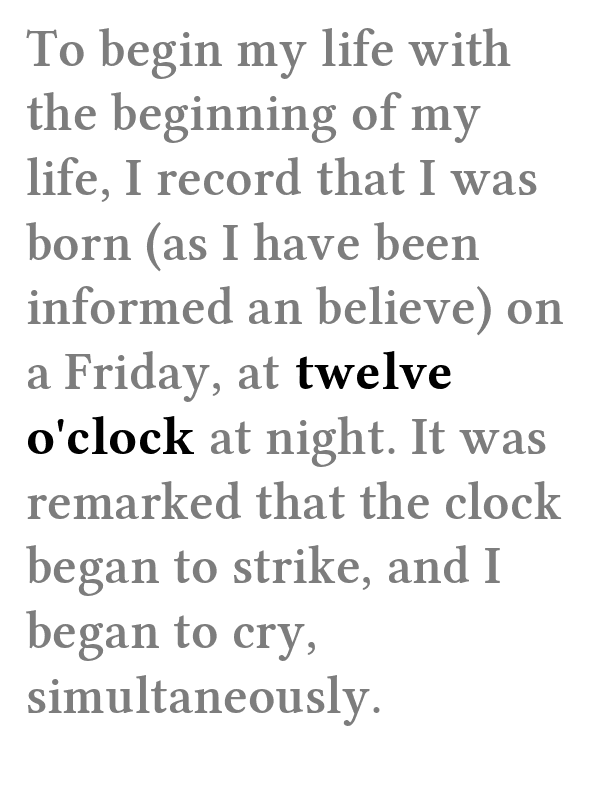 To begin my life with
the beginning of my
life, I record that I was
born (as I have been
informed an believe) on
a Friday, at twelve
o'clock at night. It was
remarked that the clock
began to strike, and I
began to cry,
simultaneously.